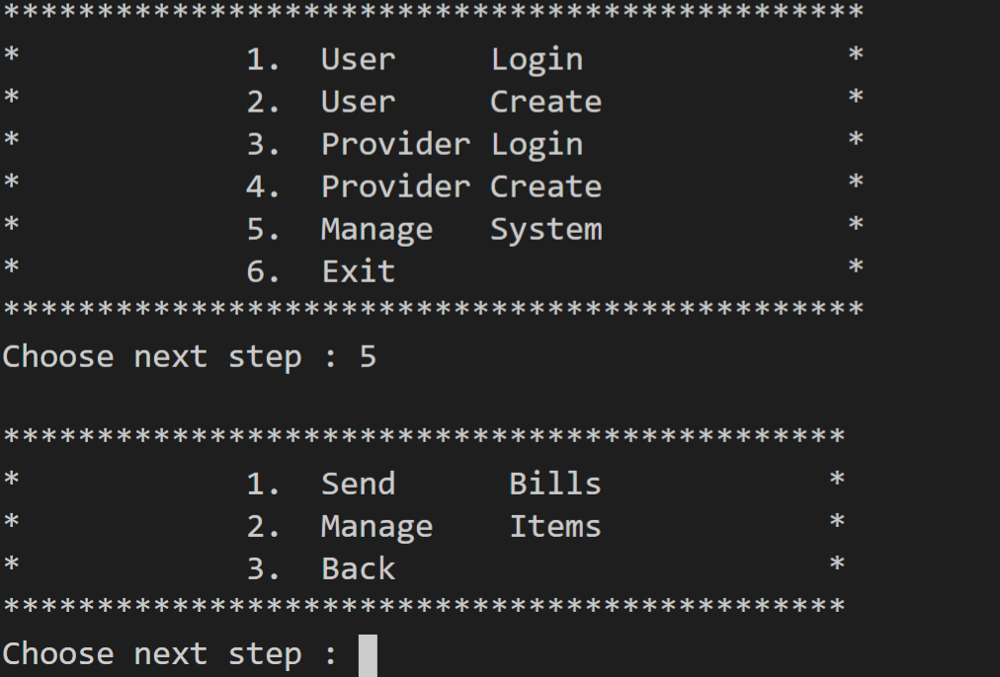 **********************************************
*            1.  User     Login              *
*            2.  User     Create             *
*            3.  Provider Login              *
*            4.  Provider Create             *
*            5.  Manage   System             *
*            6.  Exit                        *
**********************************************
Choose next step : 5
*********************************************
*            1.  Send      Bills            *
*            2.  Manage    Items            *
*            3.  Back                       *
*********************************************
Choose next step :